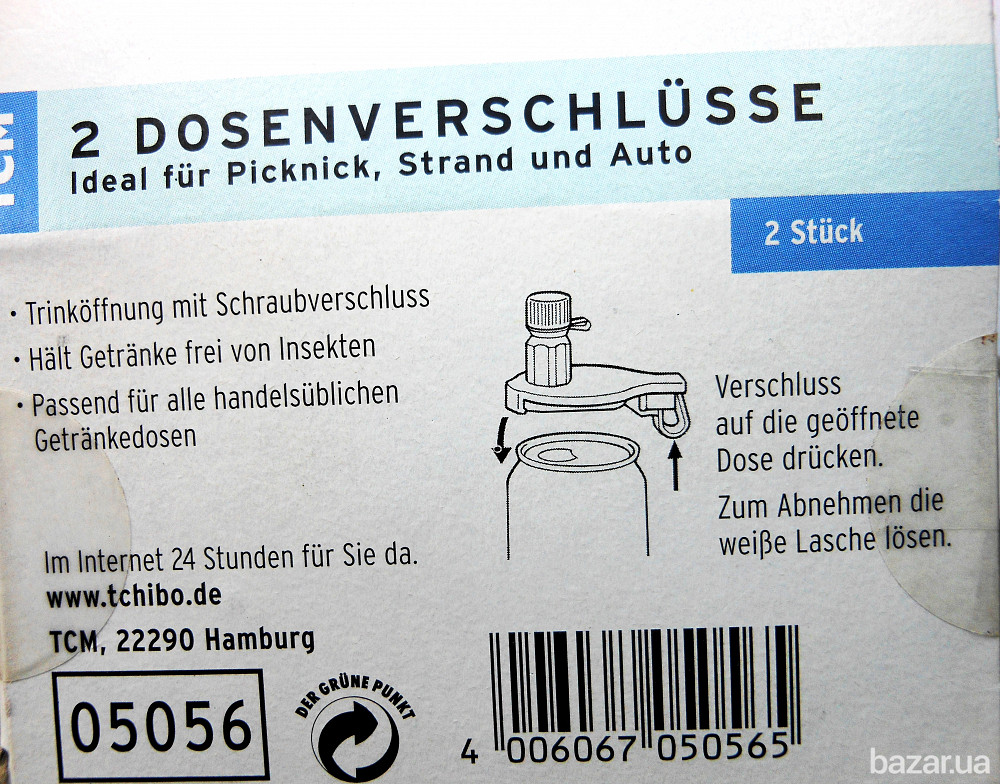 TCM
2 DOSENVERSCHLÜSSE
Ideal für Picknick, Strand und Auto
2 Stück
· Trinköffnung mit Schraubverschluss
· Hält Getränke frei von Insekten
· Passend für alle handelsüblichen
Getränkedosen
Verschluss
auf die geöffnete
Dose drücken.
Zum Abnehmen die
weiße Lasche lösen.
Im Internet 24 Stunden für Sie da.
www.tchibo.de
TCM, 22290 Hamburg
05056
DER GRÜNE PUNKT
4 006067 050565
bazar.ua